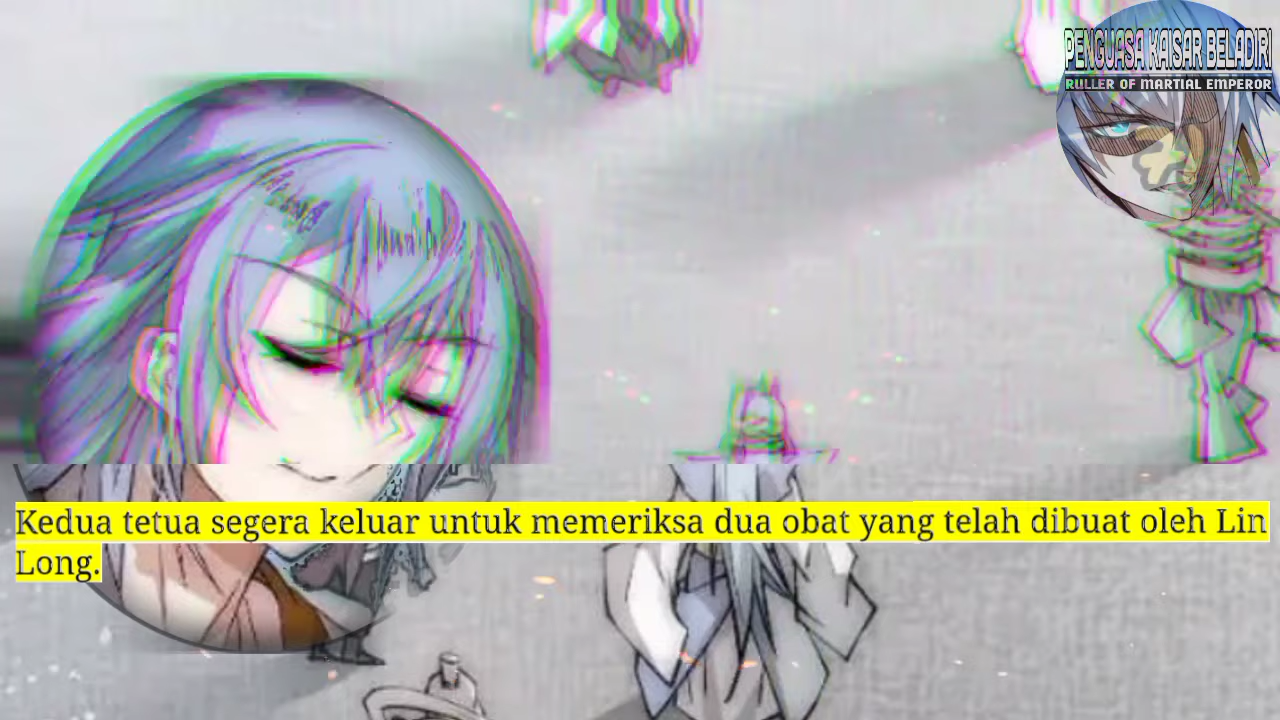 PENGUASA KAISAR BELADIRI
RULLER OF MARTIAL EMPEROR
Kedua tetua segera keluar untuk memeriksa dua obat yang telah dibuat oleh Lin
Long.